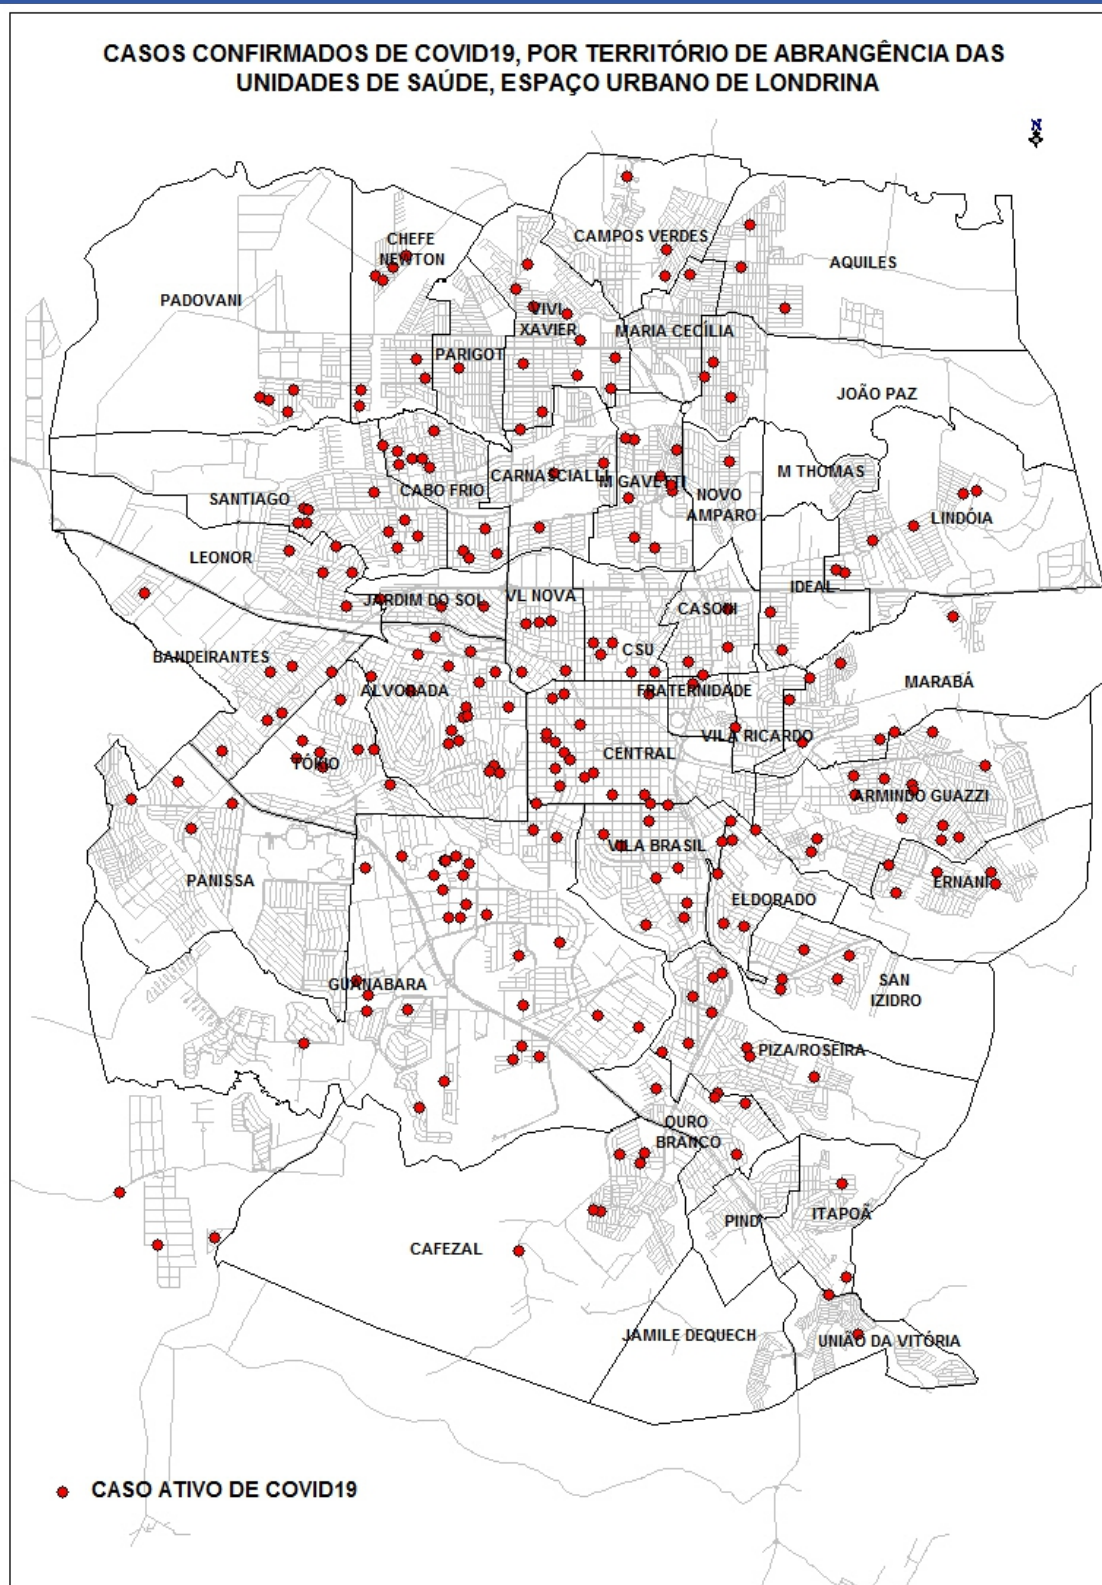 CASOS CONFIRMADOS DE COVID19, POR TERRITÓRIO DE ABRANGÊNCIA DAS
UNIDADES DE SAÚDE, ESPAÇO URBANO DE LONDRINA
N
CHEFE
NEWTON
CAMPOS VERDES
AQUILES
PADOVANI
VIVI
XAVIER
MARIA CECÍLIA
PARIGOT
JOÃO PAZ
M THOMAS
CARNASCIALLI
M GAVETTI
CABO FRIO
SANTIAGO
NOVO
AMPARO
LINDÓIA
LEONOR
IDEAL
JARDIM DO SOL
VL NOVA
CASONI
CSU
BANDEIRANTES
ALVORADA
FRATERNIDADE
MARABÁ
VILA RICARDO
CENTRAL
TÓKIO
ARMINDO GUAZZI
VILA BRASIL
PANISSA
ERNANI
ELDORADO
GUANABARA
SAN
IZIDRO
PIZA/ROSEIRA
OURO
BRANCO
PIND
ITAPOÃ
CAFEZAL
JAMILE DEQUECH
UNIÃO DA VITÓRIA
CASO ATIVO DE COVID19